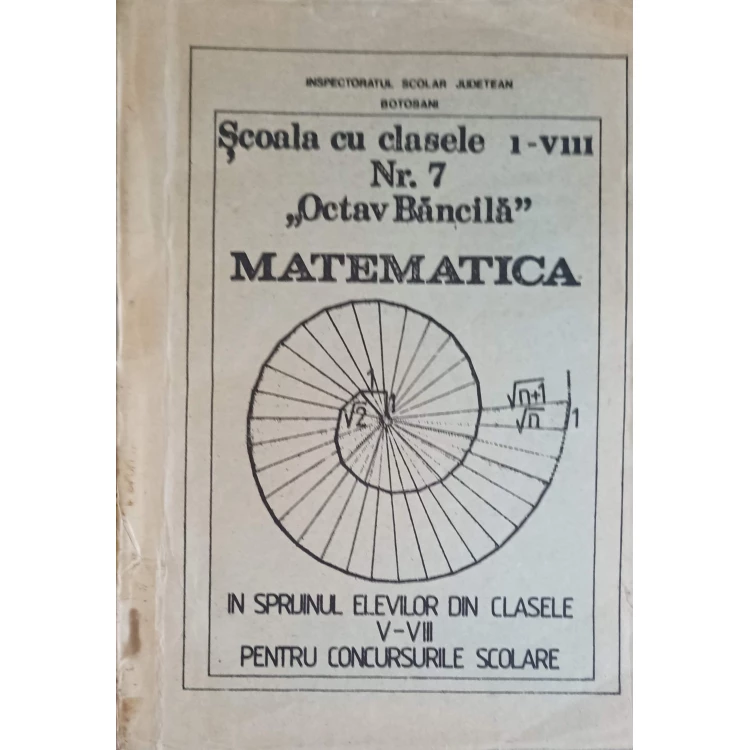 INSPECTORATUL SCOLAR JUDETEAN
BOTOSANI
Școala cu clasele I-VIII
Nr. 7
„Octav Băncilă”
MATEMATICA
1
1
√2
√n+1
√n
1
IN SPRIJINUL ELEVILOR DIN CLASELE
V-VIII
PENTRU CONCURSURILE SCOLARE